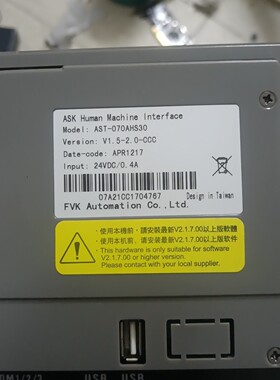 ASK Human Machine Interface
Model: AST-070AHS30
Version: V1.5-2.0-CCC
Date-code: APR1217
Input: 24VDC/0.4A
07A21CC1704767
Design in Taiwan
FVK Automation Co.,Ltd.
使用本機前，請安裝最新V2.1.7.00以上版軟體
使用本机前，请安装最新V2.1.7.00以上版软件
This hardware is only suitable for software
V2.1.7.00 or higher version.
Please contact with your local support.
USB
USB